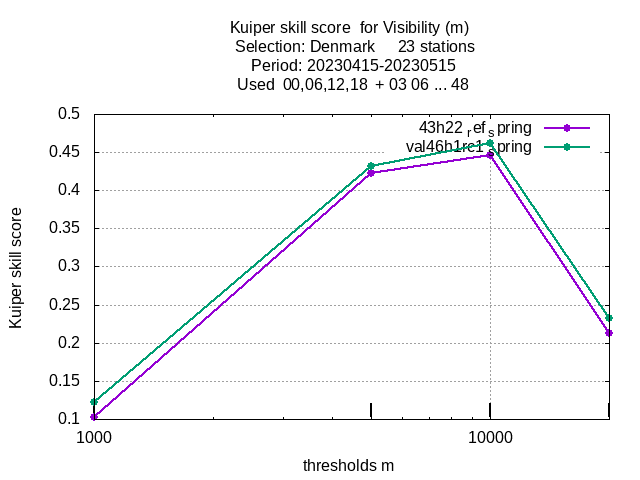 Kuiper skill score for Visibility (m)
Selection: Denmark 23 stations
Period: 20230415-20230515
Used 00,06,12,18 + 03 06 ... 48
0.5
43h22 ref spring
0.45
val46h1re1 spring
0.4
0.35
0.3
0.25
0.2
0.15
0.1
Kuiper skill score
1000
10000
thresholds m